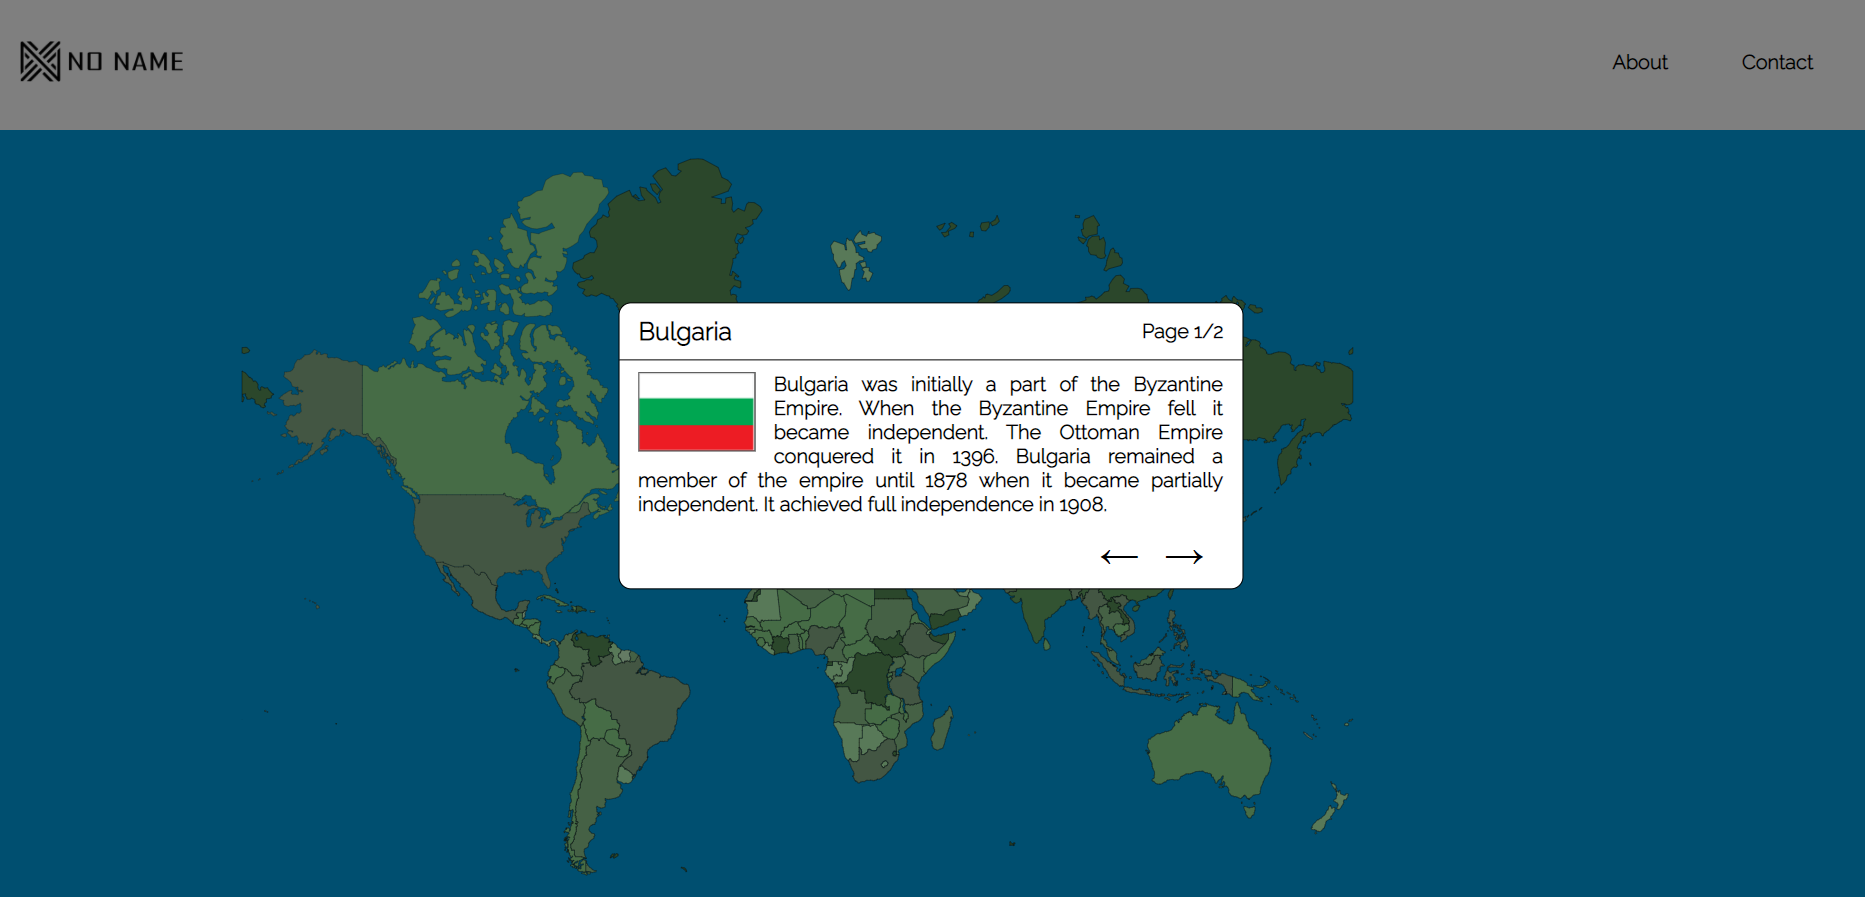 NO NAME
About
Contact
Bulgaria
Page 1/2
Bulgaria was initially a part of the Byzantine
Empire. When the Byzantine Empire fell it
became independent. The Ottoman Empire
conquered it in 1396. Bulgaria remained a
member of the empire until 1878 when it became partially
independent. It achieved full independence in 1908.